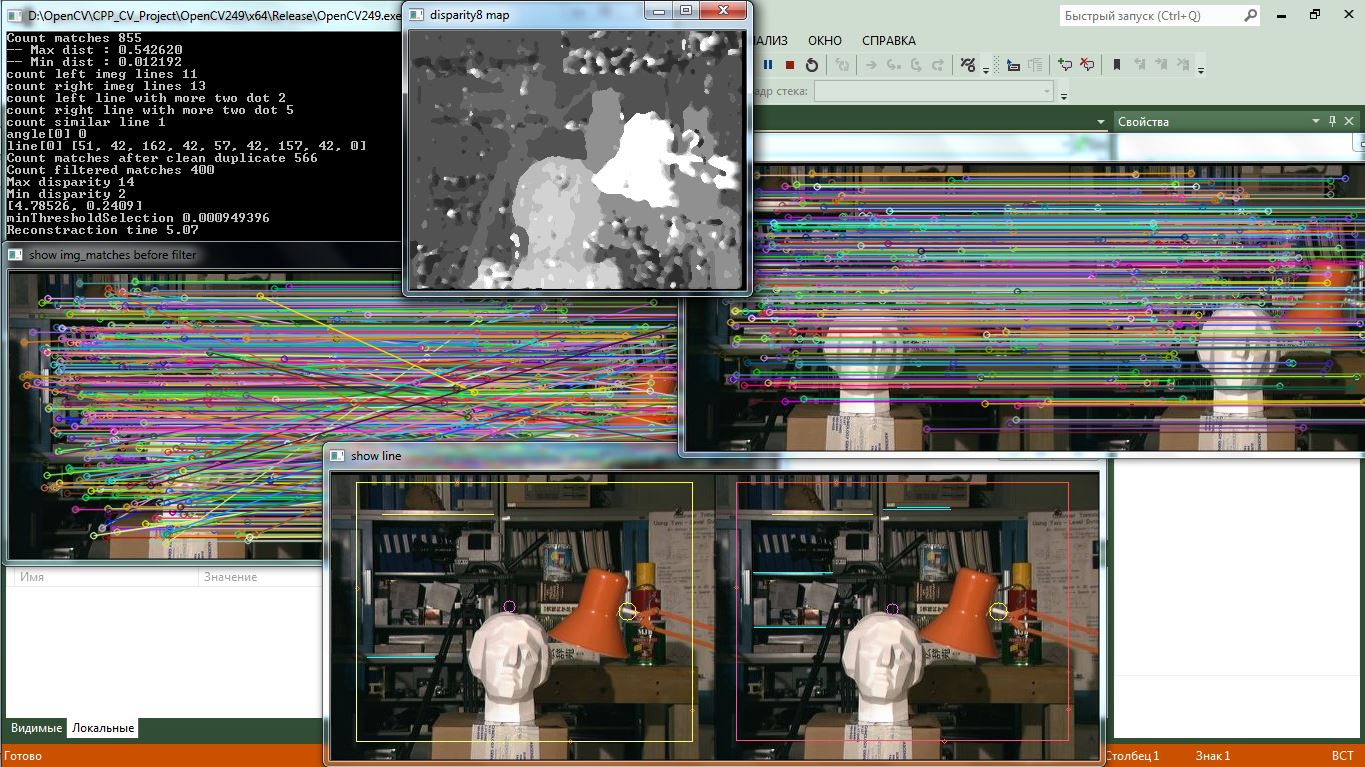 D:\OpenCV\CPP_CV_Project\OpenCV249\x64\Release\OpenCV249.exe
Count matches 855
-- Max dist : 0.542620
-- Min dist : 0.012192
count left imeg lines 11
count right imeg lines 13
count left line with more two dot 2
count right line with more two dot 5
count similar line 1
angle[0] 0
line[0] [51, 42, 162, 42, 57, 42, 157, 42, 0]
Count matches after clean duplicate 566
Count filtered matches 400
Max disparity 14
Min disparity 2
[4.78526, 0.2409]
minThresholdSelection 0.000949396
Reconstrection time 5.07
disparity8 map
Быстрый запуск (Ctrl+Q)
АЛИЗ ОКНО СПРАВКА
адр стека:
Свойства
show img_matches before filter
show line
Имя Значение
Видимые Локальные
Готово
Столбец 1 Знак 1 ВСТ